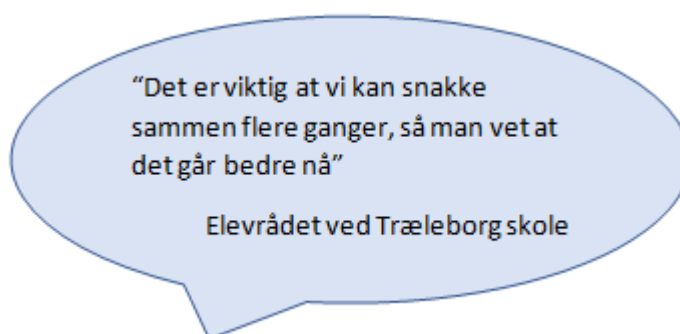 “Det er viktig at vi kan snakke
sammen flere ganger, så man vet at
det går bedre nå”
Elevrådet ved Træleborg skole